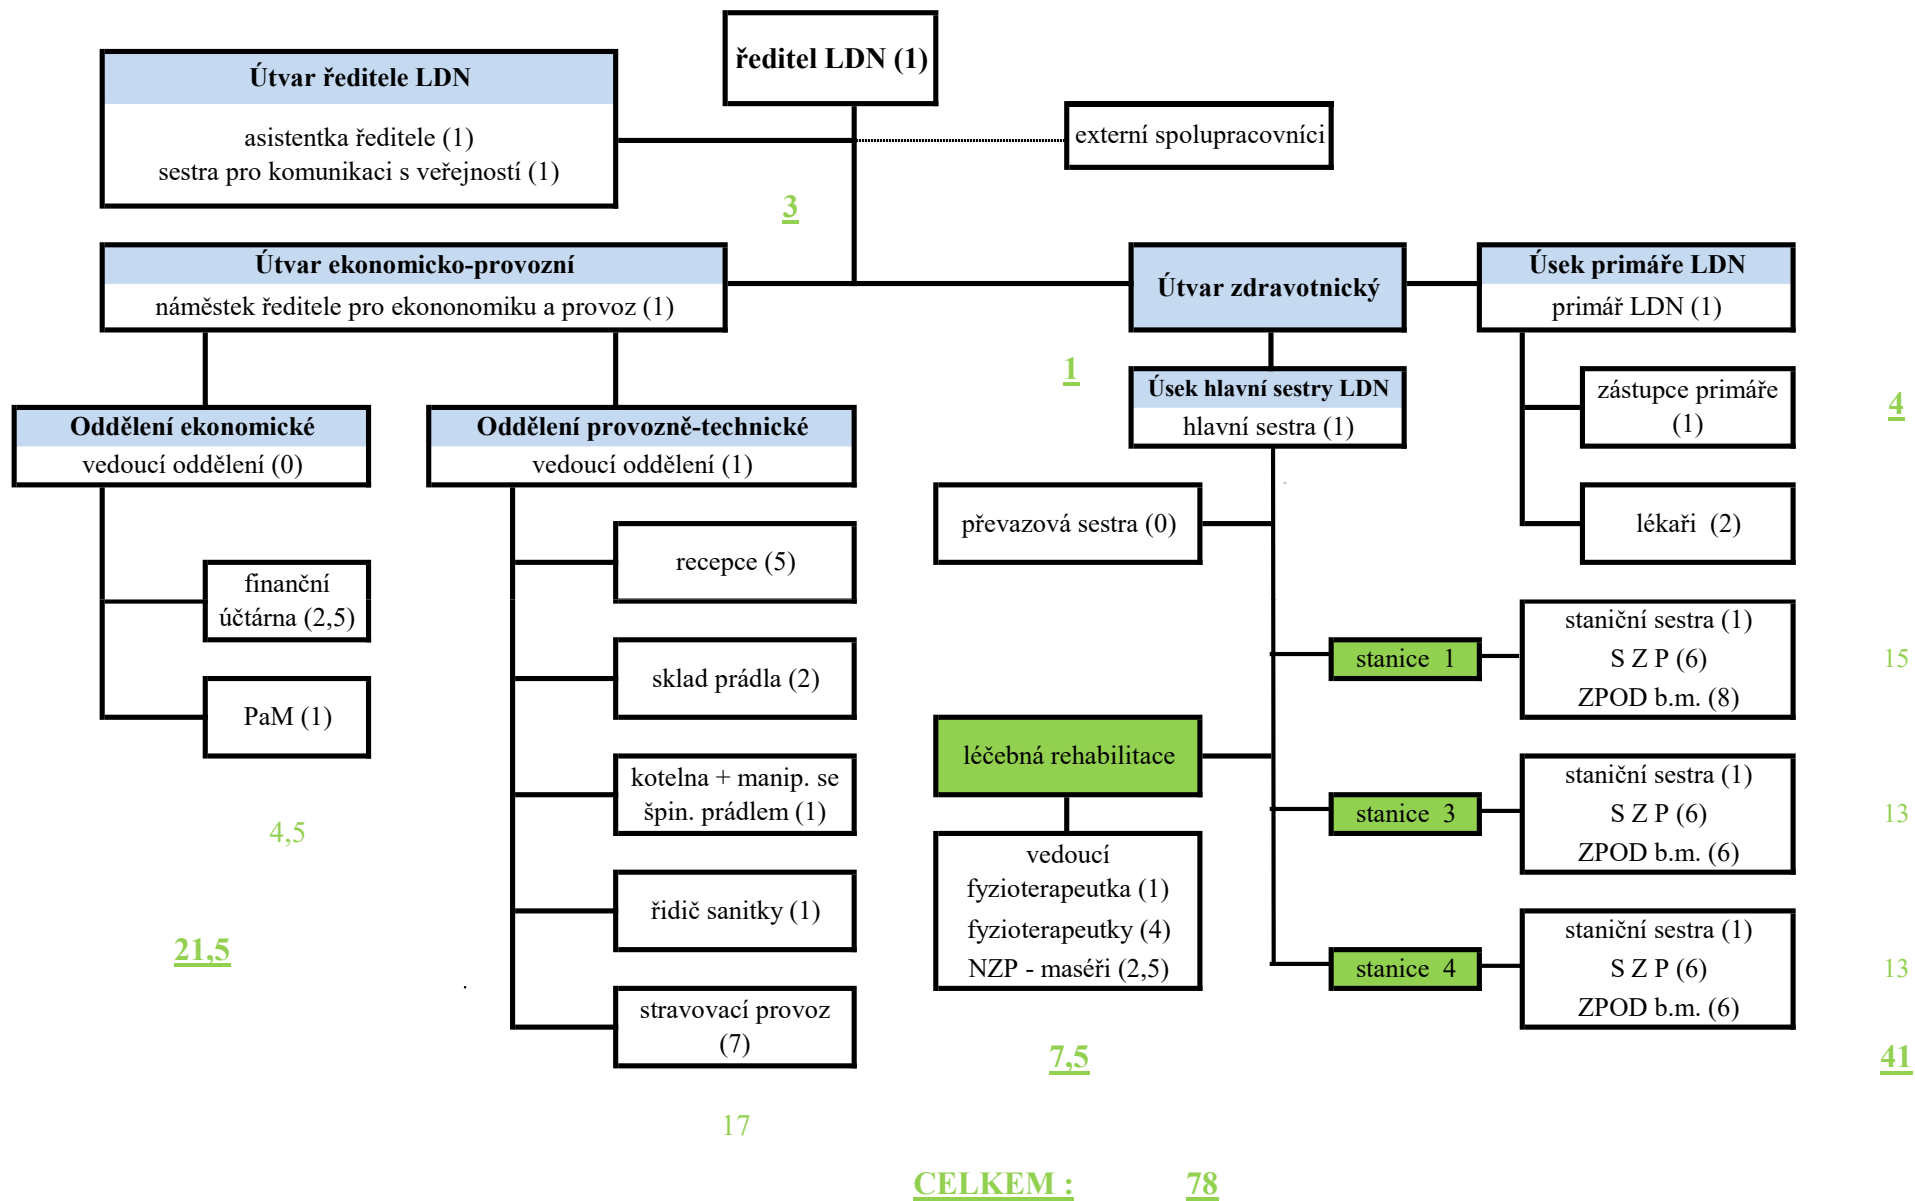 ředitel LDN (1)
Útvar ředitele LDN
asistentka ředitele (1)
sestra pro komunikaci s veřejností (1)
externí spolupracovníci
3
Útvar ekonomicko-provozní
náměstek ředitele pro ekononomiku a provoz (1)
Útvar zdravotnický
Úsek primáře LDN
primář LDN (1)
1
Úsek hlavní sestry LDN
hlavní sestra (1)
zástupce primáře
(1)
4
Oddělení ekonomické
vedoucí oddělení (0)
Oddělení provozně-technické
vedoucí oddělení (1)
převazová sestra (0)
lékaři  (2)
recepce (5)
finanční
účtárna (2,5)
staniční sestra (1)
stanice  1
S Z P (6)
ZPOD b.m. (8)
15
sklad prádla (2)
PaM (1)
léčebná rehabilitace
kotelna + manip. se
špin. prádlem (1)
staniční sestra (1)
stanice  3
S Z P (6)
ZPOD b.m. (6)
13
4,5
vedoucí
fyzioterapeutka (1)
fyzioterapeutky (4)
NZP - maséři (2,5)
řidič sanitky (1)
staniční sestra (1)
stanice  4
S Z P (6)
ZPOD b.m. (6)
13
21,5
.
stravovací provoz
(7)
7,5
41
17
CELKEM :
78